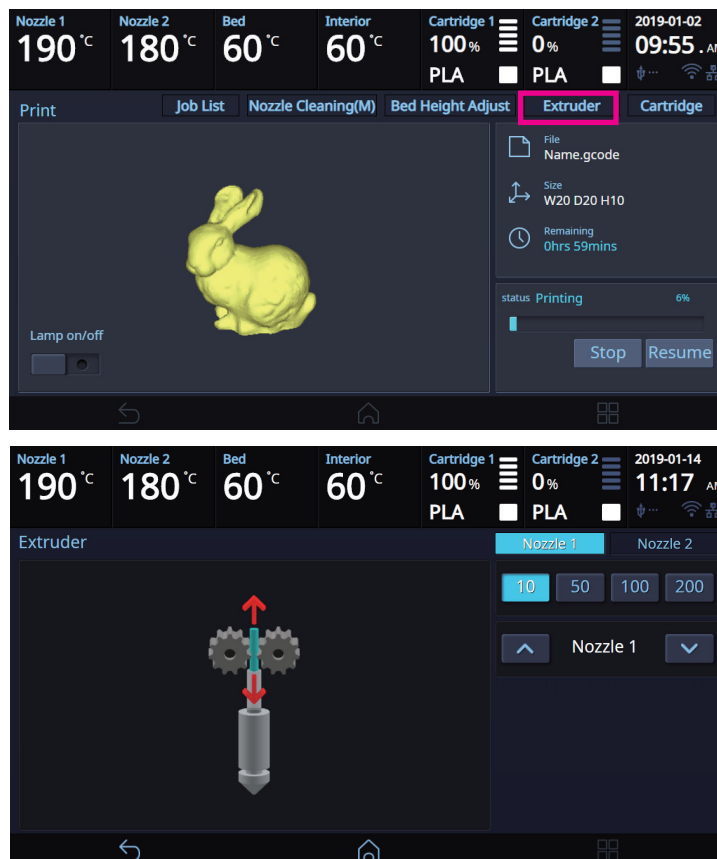 Nozzle 1 Nozzle 2 Bed Interior Cartridge 1 Cartridge 2 2019-01-02
190 °C 180 °C 60 °C 60 °C 100 % 0 % 09:55 . AM
PLA PLA
Print Job List Nozzle Cleaning(M) Bed Height Adjust Extruder Cartridge
File
Name.gcode
Size
W20 D20 H10
Remaining
0hrs 59mins
status Printing 6%
Lamp on/off
Stop Resume
Nozzle 1 Nozzle 2 Bed Interior Cartridge 1 Cartridge 2 2019-01-14
190 °C 180 °C 60 °C 60 °C 100 % 0 % 11:17 AM
PLA PLA
Extruder Nozzle 1 Nozzle 2
10 50 100 200
Nozzle 1